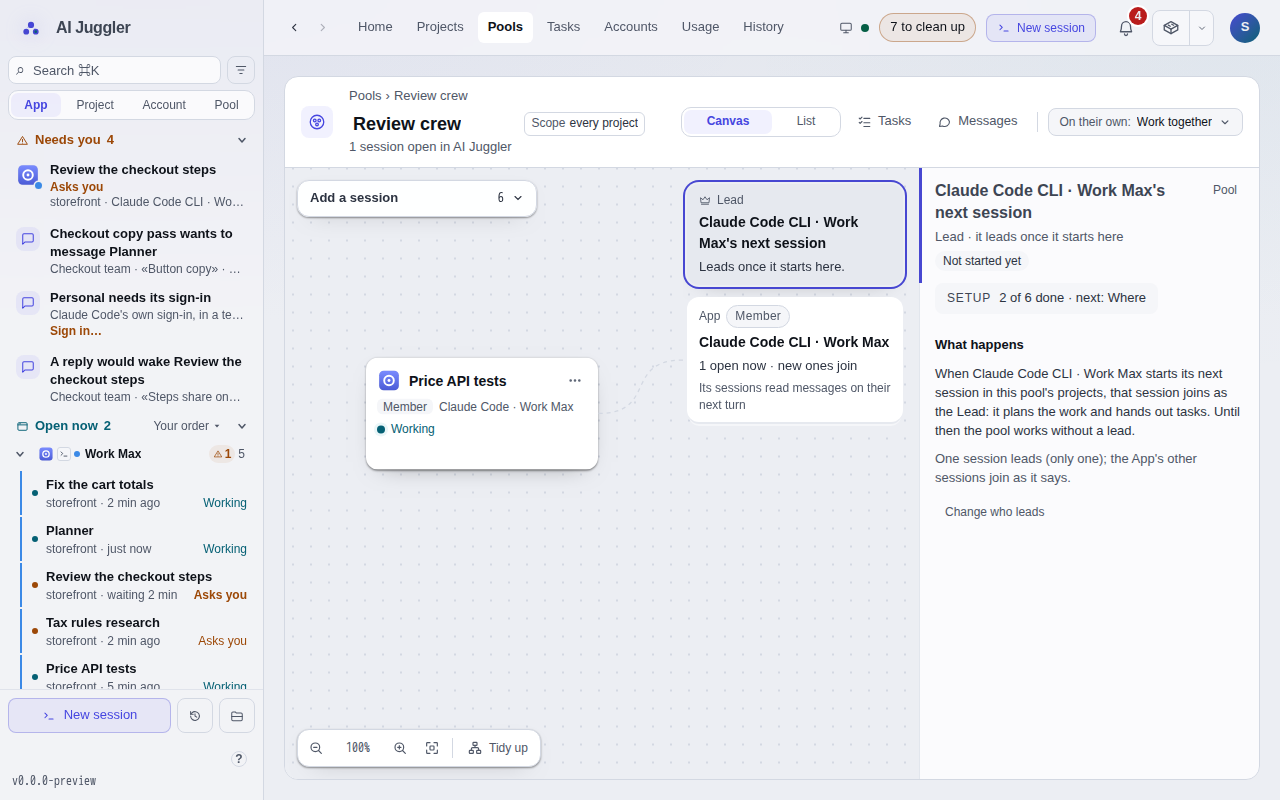 AI Juggler
Search ⌘K
App
Project
Account
Pool
Needs you 4
Review the checkout steps
Asks you
storefront · Claude Code CLI · Wo…
Checkout copy pass wants to
message Planner
Checkout team · «Button copy» · …
Personal needs its sign-in
Claude Code's own sign-in, in a te…
Sign in…
A reply would wake Review the
checkout steps
Checkout team · «Steps share on…
Open now 2
Your order
Work Max
1
5
Fix the cart totals
storefront · 2 min ago
Working
Planner
storefront · just now
Working
Review the checkout steps
storefront · waiting 2 min
Asks you
Tax rules research
storefront · 2 min ago
Asks you
Price API tests
storefront · 5 min ago
Working
New session
?
v0.0.0-preview
Home
Projects
Pools
Tasks
Accounts
Usage
History
7 to clean up
New session
4
S
Pools › Review crew
Review crew
1 session open in AI Juggler
Scope every project
Canvas
List
Tasks
Messages
On their own: Work together
Add a session
6
Lead
Claude Code CLI · Work
Max's next session
Leads once it starts here.
App
Member
Claude Code CLI · Work Max
1 open now · new ones join
Its sessions read messages on their
next turn
Price API tests
Member
Claude Code · Work Max
Working
100%
Tidy up
Claude Code CLI · Work Max's
next session
Pool
Lead · it leads once it starts here
Not started yet
SETUP 2 of 6 done · next: Where
What happens
When Claude Code CLI · Work Max starts its next
session in this pool's projects, that session joins as
the Lead: it plans the work and hands out tasks. Until
then the pool works without a lead.
One session leads (only one); the App's other
sessions join as it says.
Change who leads